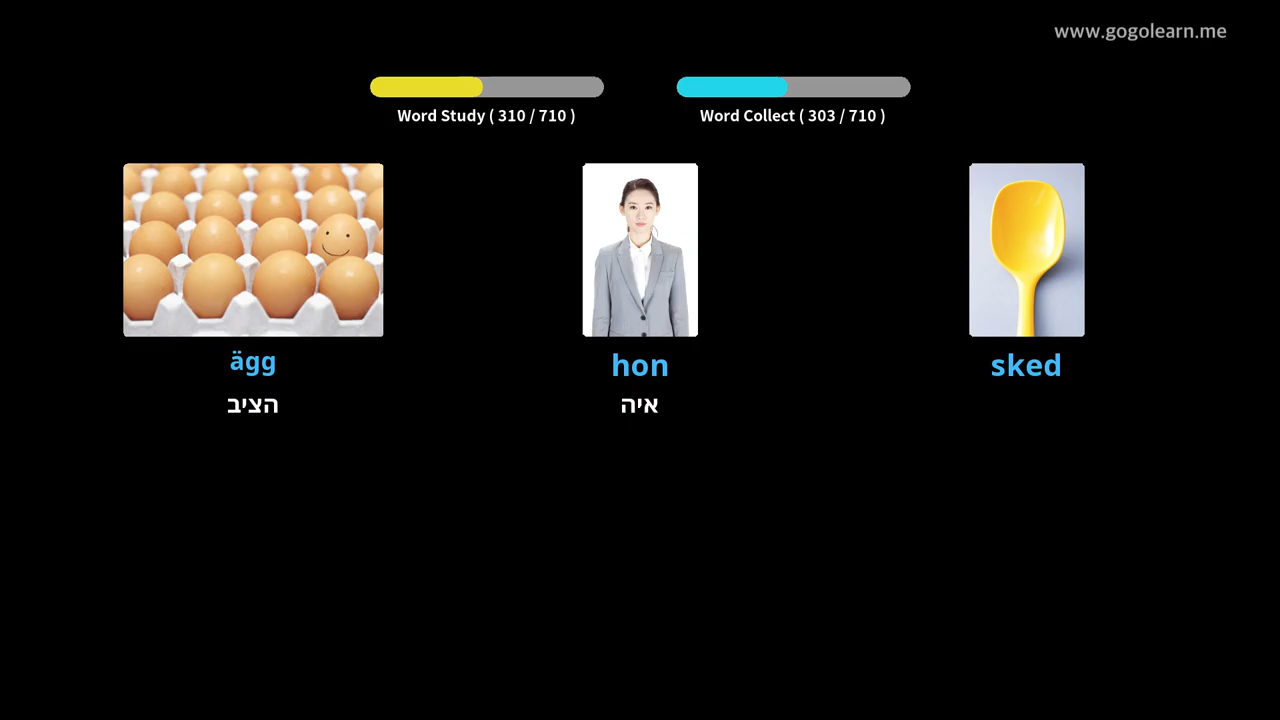 www.gogolearn.me
Word Study ( 310 / 710 )
Word Collect ( 303 / 710 )
ägg
hon
sked
הציב
איה